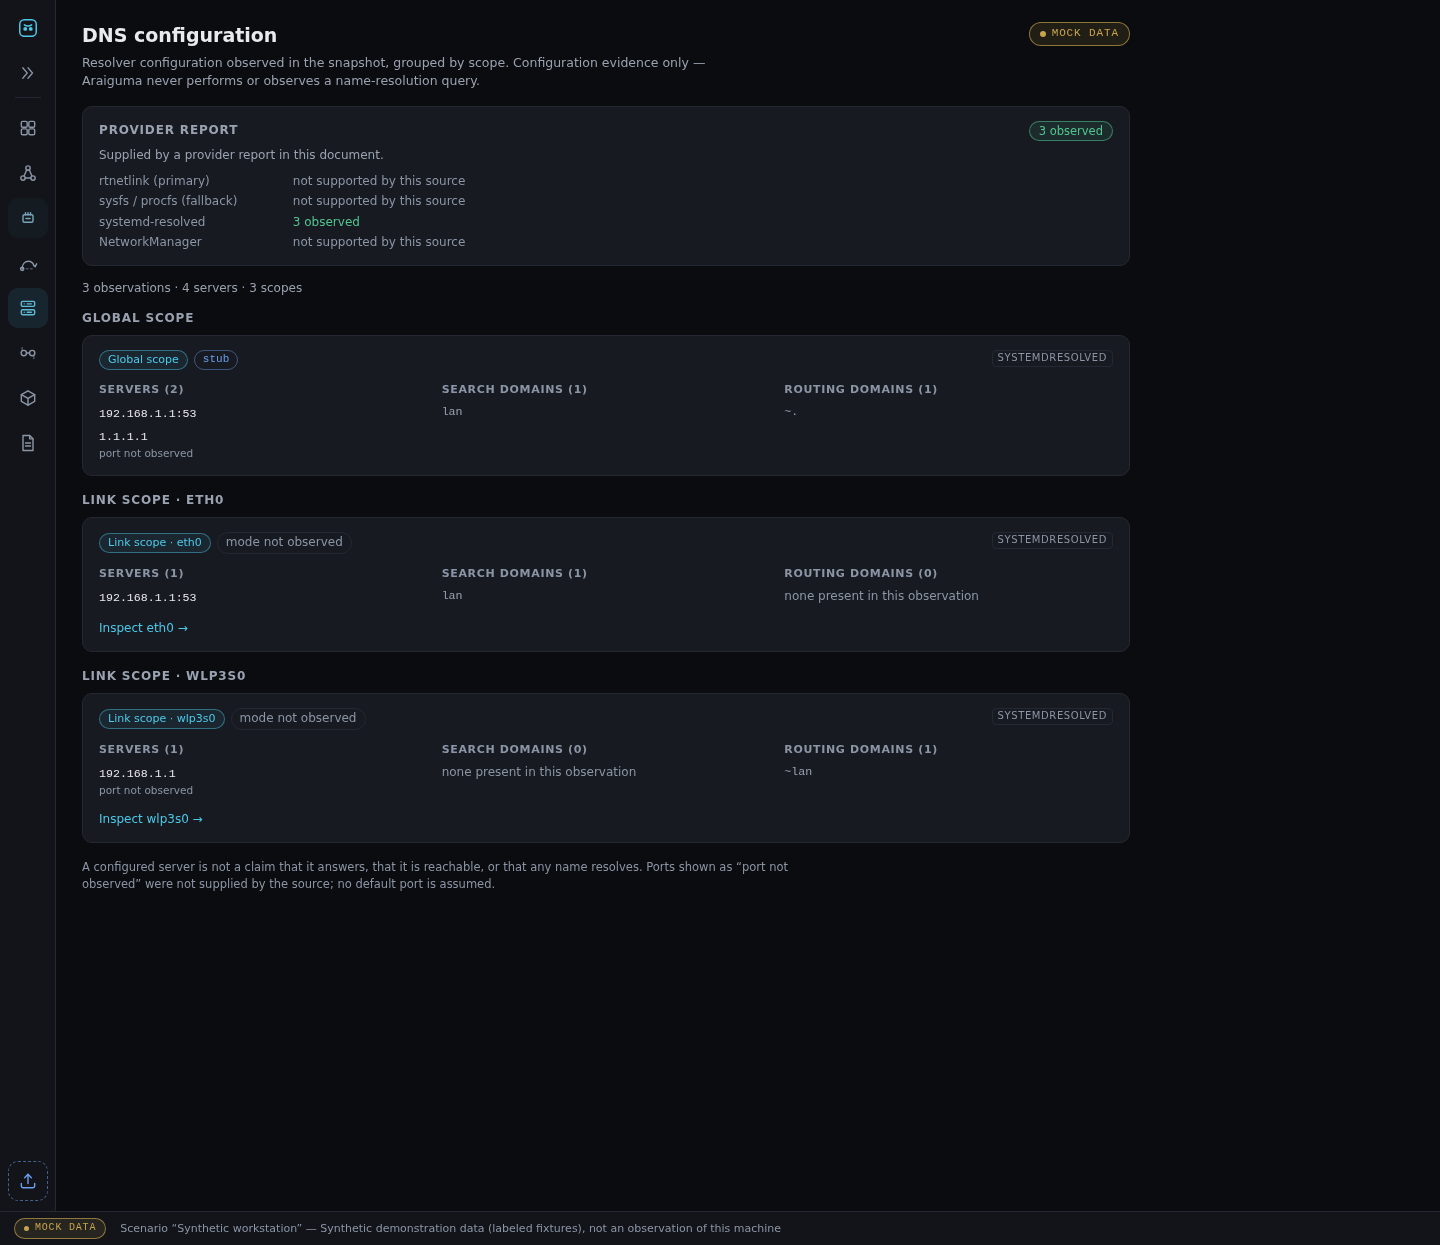 DNS configuration
MOCK DATA
Resolver configuration observed in the snapshot, grouped by scope. Configuration evidence only —
Araiguma never performs or observes a name-resolution query.
PROVIDER REPORT
3 observed
Supplied by a provider report in this document.
rtnetlink (primary) not supported by this source
sysfs / procfs (fallback) not supported by this source
systemd-resolved 3 observed
NetworkManager not supported by this source
3 observations · 4 servers · 3 scopes
GLOBAL SCOPE
Global scope stub SYSTEMDRESOLVED
SERVERS (2) SEARCH DOMAINS (1) ROUTING DOMAINS (1)
192.168.1.1:53 lan ~.
1.1.1.1
port not observed
LINK SCOPE · ETH0
Link scope · eth0 mode not observed SYSTEMDRESOLVED
SERVERS (1) SEARCH DOMAINS (1) ROUTING DOMAINS (0)
192.168.1.1:53 lan none present in this observation
Inspect eth0 →
LINK SCOPE · WLP3S0
Link scope · wlp3s0 mode not observed SYSTEMDRESOLVED
SERVERS (1) SEARCH DOMAINS (0) ROUTING DOMAINS (1)
192.168.1.1 none present in this observation ~lan
port not observed
Inspect wlp3s0 →
A configured server is not a claim that it answers, that it is reachable, or that any name resolves. Ports shown as “port not
observed” were not supplied by the source; no default port is assumed.
MOCK DATA Scenario “Synthetic workstation” — Synthetic demonstration data (labeled fixtures), not an observation of this machine